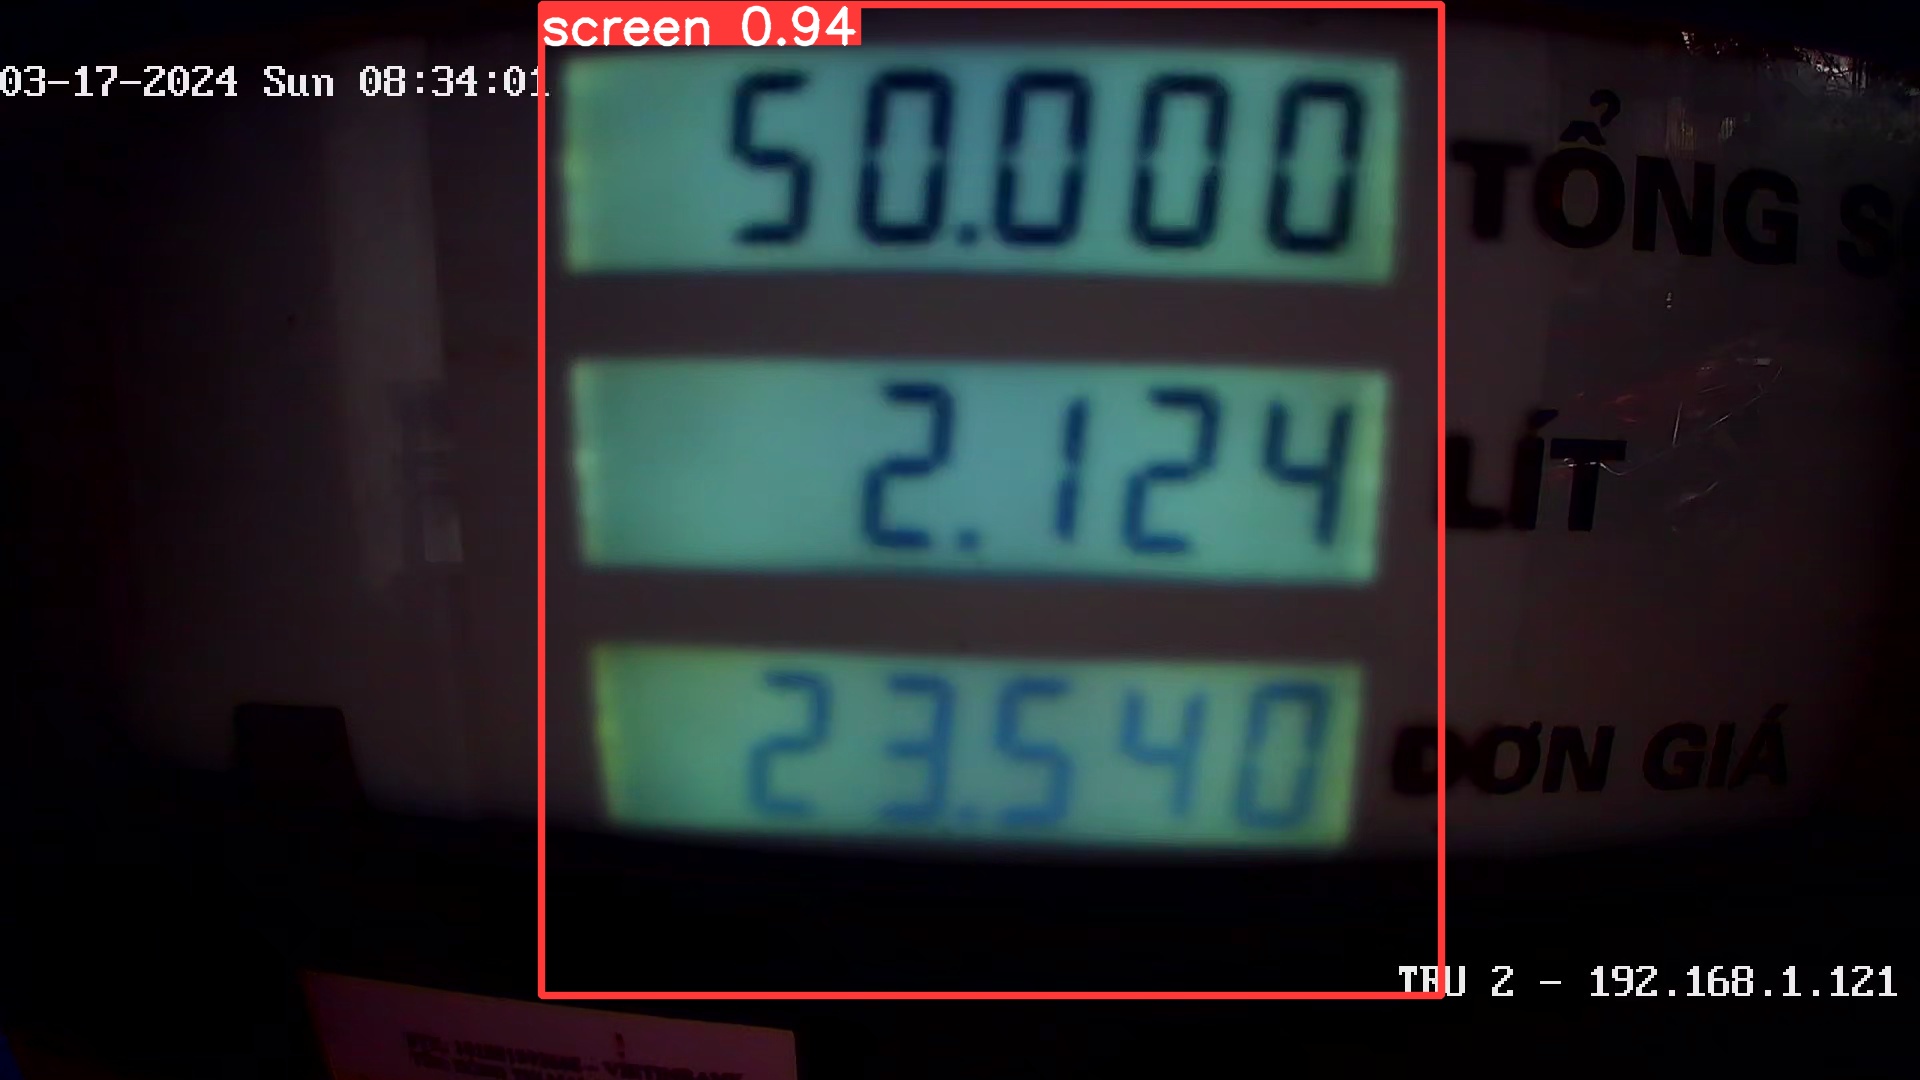 screen 0.94
03-17-2024 Sun 08:34:01
50.000
TỔNG S
2.124
LÍT
23.540
ĐƠN GIÁ
TRU 2 - 192.168.1.121